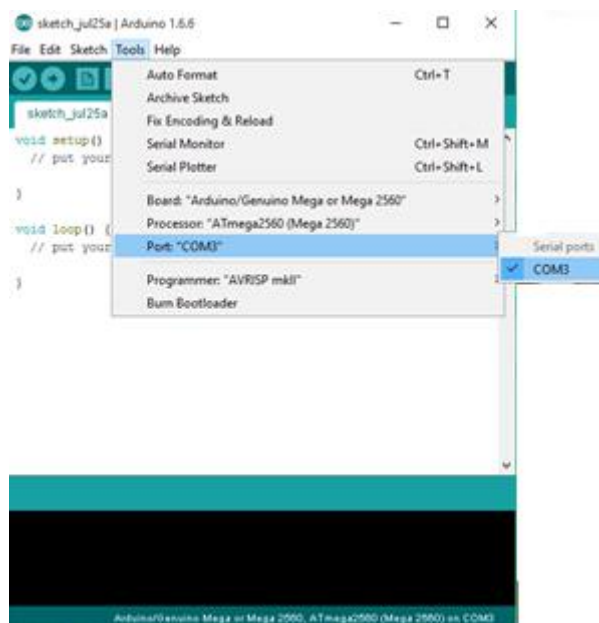 sketch_jul25a | Arduino 1.6.6
File Edit Sketch Tools Help
Auto Format Ctrl+T
Archive Sketch
Fix Encoding & Reload
Serial Monitor Ctrl+Shift+M
Serial Plotter Ctrl+Shift+L
Board: "Arduino/Genuino Mega or Mega 2560"
Processor: "ATmega2560 (Mega 2560)"
Port: "COM3"
Serial ports
COM3
Programmer: "AVRISP mkII"
Burn Bootloader
sketch_jul25a
void setup()
// put your
}
void loop() {
// put your
}
Arduino/Genuino Mega or Mega 2560, ATmega2560 (Mega 2560) on COM3